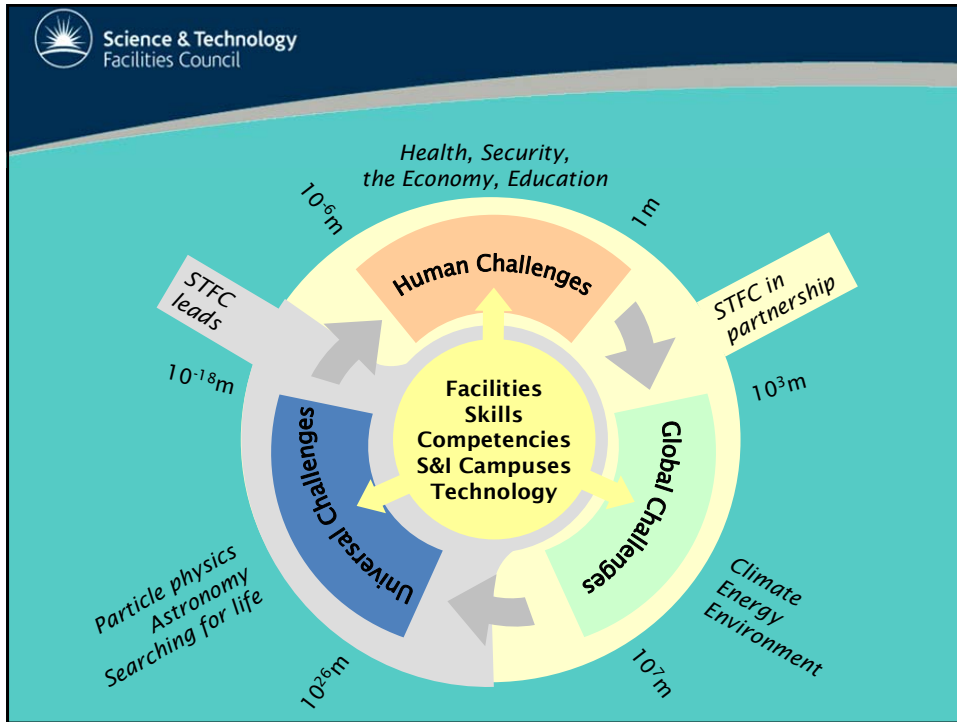 Science & Technology
Facilities Council
Health, Security,
the Economy, Education
10⁻⁶m
1m
Human Challenges
STFC
leads
STFC in
partnership
10⁻¹⁸m
10³m
Facilities
Skills
Competencies
S&I Campuses
Technology
Universal Challenges
Global Challenges
Particle physics
Astronomy
Searching for life
Climate
Energy
Environment
10²⁶m
10⁷m